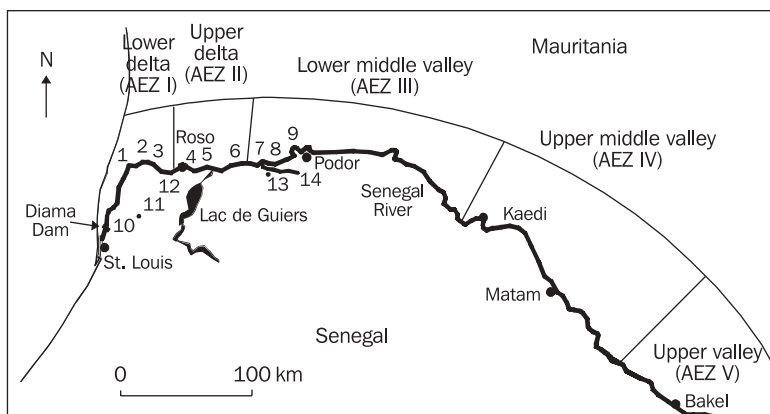 N
Lower
delta
(AEZ I)
Upper
delta
(AEZ II)
Lower middle valley
(AEZ III)
Mauritania
Upper middle valley
(AEZ IV)
Roso
1
2
3
4
5
6
7
8
9
Podor
12
13
14
Senegal
River
Kaedi
Diama
Dam
10
11
Lac de Guiers
St. Louis
Matam
Senegal
Upper valley
(AEZ V)
0
100 km
Bakel